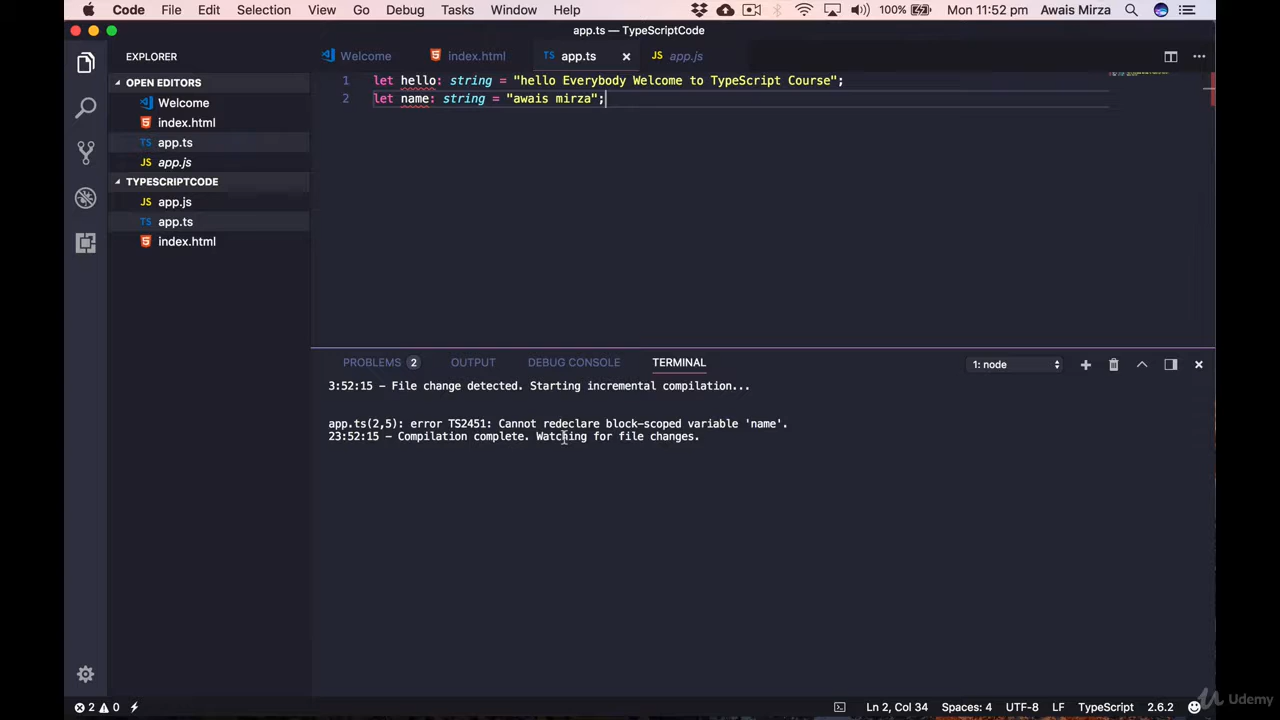 Code File Edit Selection View Go Debug Tasks Window Help 100% Mon 11:52 pm Awais Mirza
app.ts — TypeScriptCode
EXPLORER
Welcome index.html app.ts app.js
OPEN EDITORS
Welcome
index.html
TS app.ts
JS app.js
TYPESCRIPTCODE
JS app.js
TS app.ts
index.html
1 let hello: string = "hello Everybody Welcome to TypeScript Course";
2 let name: string = "awais mirza";
PROBLEMS 2 OUTPUT DEBUG CONSOLE TERMINAL 1: node
3:52:15 - File change detected. Starting incremental compilation...
app.ts(2,5): error TS2451: Cannot redeclare block-scoped variable 'name'.
23:52:15 - Compilation complete. Watching for file changes.
2 0 Ln 2, Col 34 Spaces: 4 UTF-8 LF TypeScript 2.6.2
Udemy